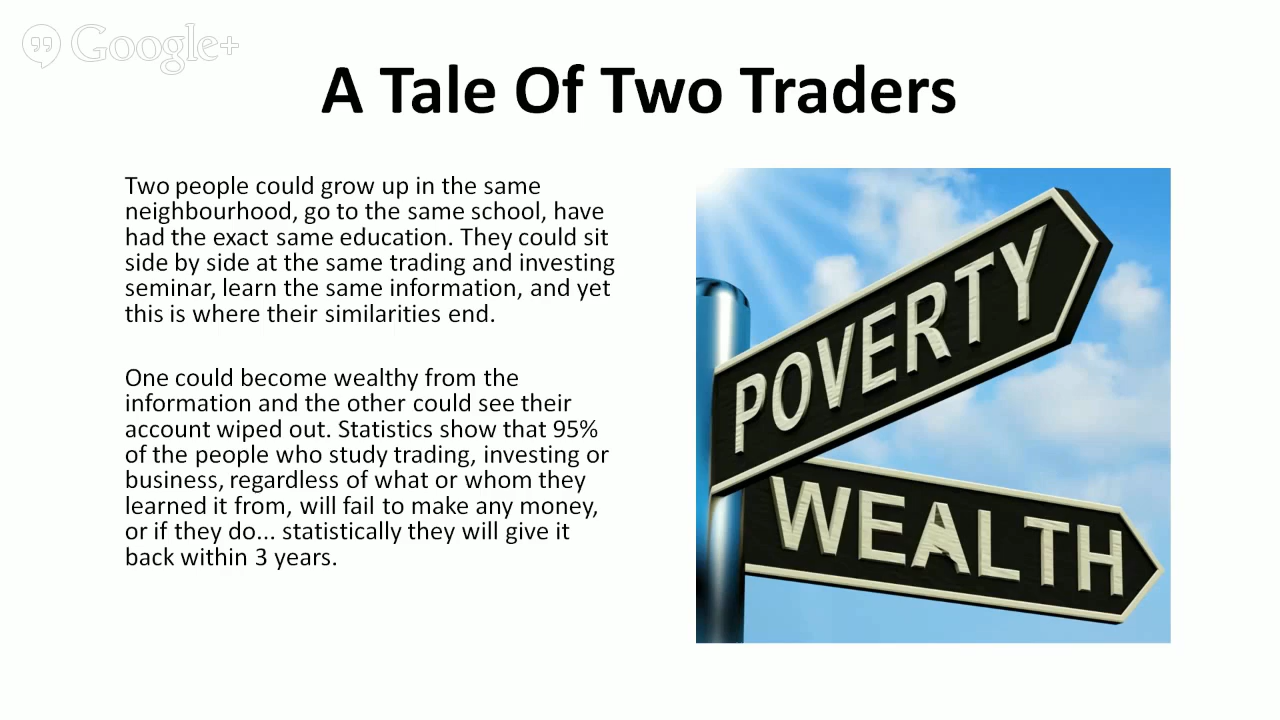 Google+
A Tale Of Two Traders
Two people could grow up in the same
neighbourhood, go to the same school, have
had the exact same education. They could sit
side by side at the same trading and investing
seminar, learn the same information, and yet
this is where their similarities end.
One could become wealthy from the
information and the other could see their
account wiped out. Statistics show that 95%
of the people who study trading, investing or
business, regardless of what or whom they
learned it from, will fail to make any money,
or if they do... statistically they will give it
back within 3 years.
POVERTY
WEALTH